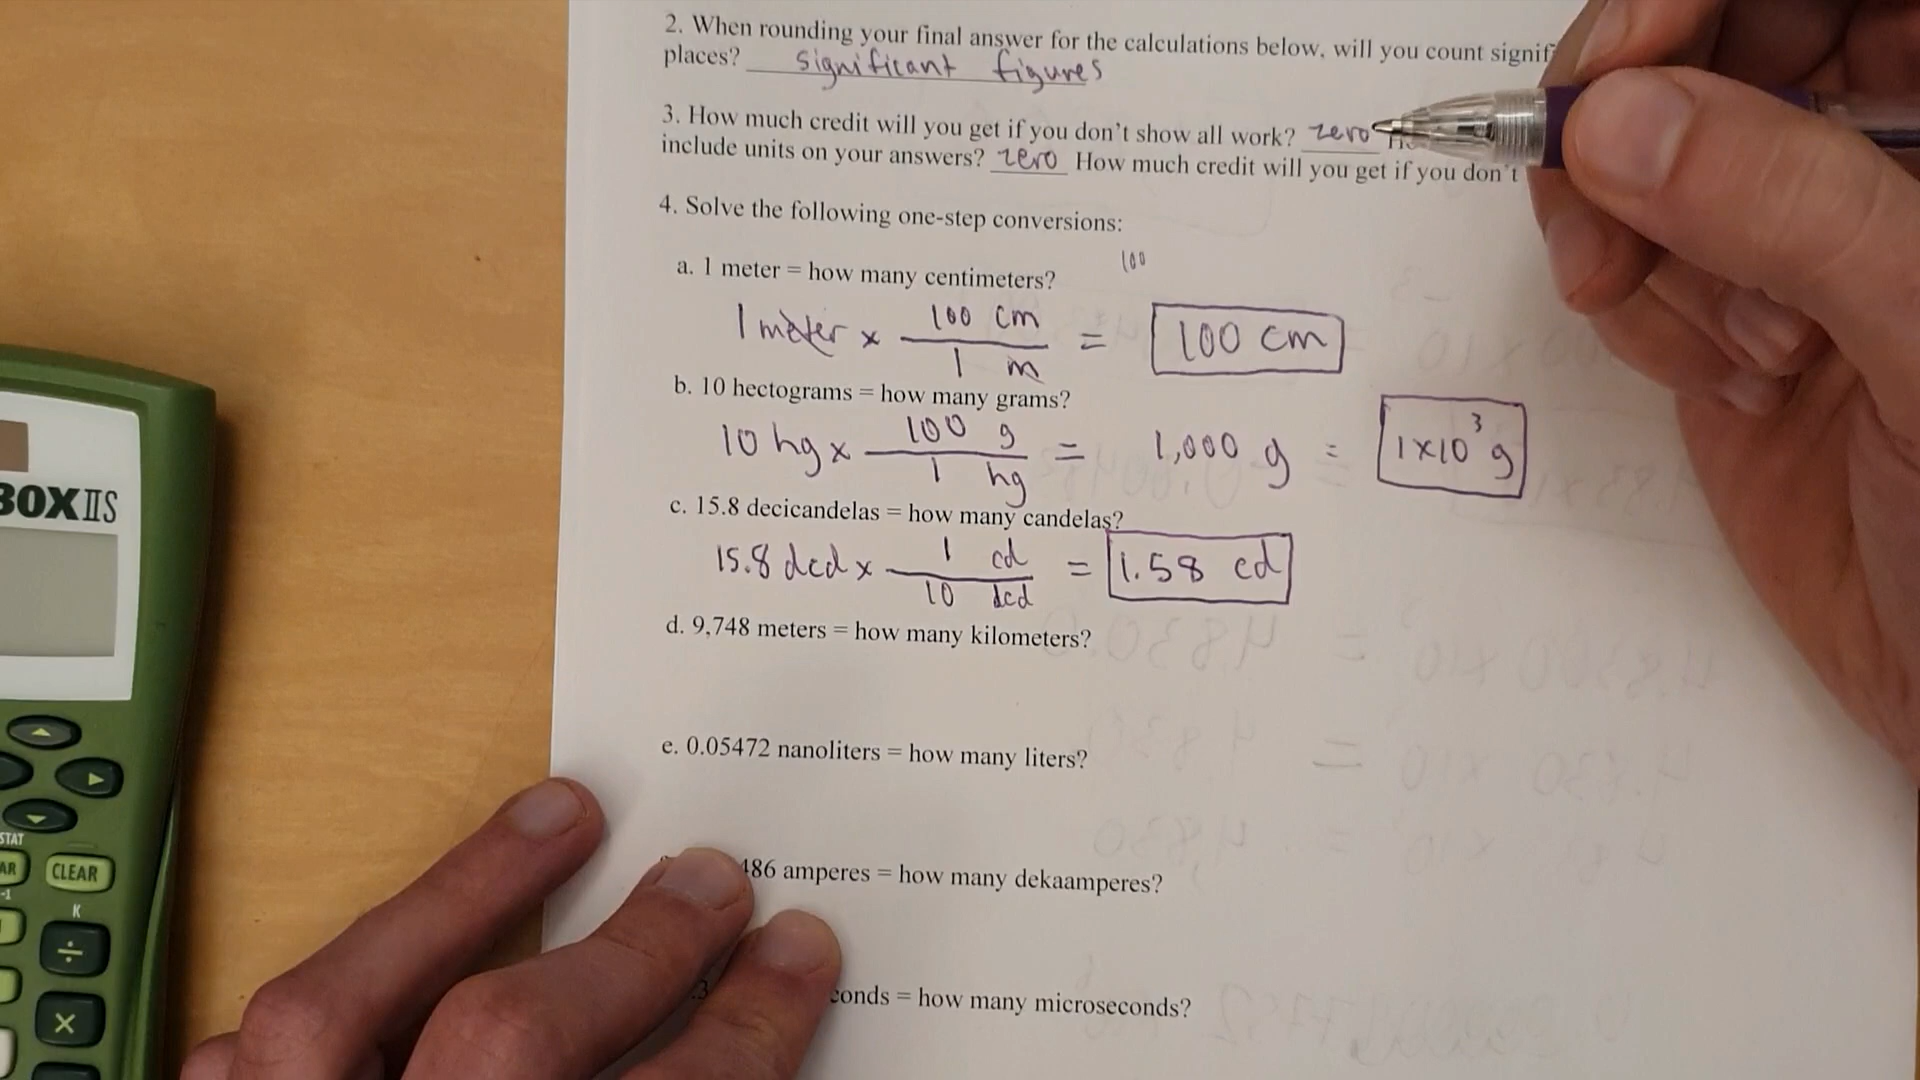 2. When rounding your final answer for the calculations below, will you count
places? significant figures
3. How much credit will you get if you don't show all work? zero
include units on your answers? zero How much credit will you get if you don't
4. Solve the following one-step conversions:
100
a. 1 meter = how many centimeters?
1 meter x 100 cm / 1 m = 100 cm
b. 10 hectograms = how many grams?
10 hg x 100 g / 1 hg = 1,000 g = 1x10³ g
c. 15.8 decicandelas = how many candelas?
15.8 dcd x 1 cd / 10 dcd = 1.58 cd
d. 9,748 meters = how many kilometers?
e. 0.05472 nanoliters = how many liters?
amperes = how many dekaamperes?
= how many microseconds?
IIS
CLEAR
K
÷
×